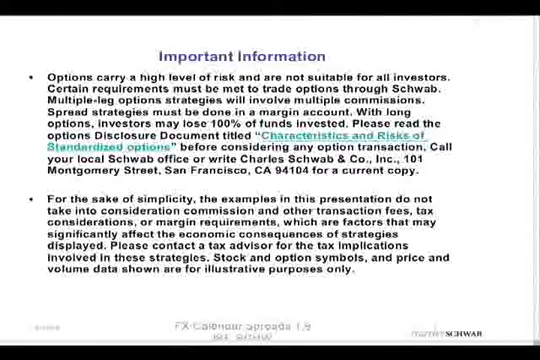 Important Information
• Options carry a high level of risk and are not suitable for all investors.
Certain requirements must be met to trade options through Schwab.
Multiple-leg options strategies will involve multiple commissions.
Spread strategies must be done in a margin account. With long
options, investors may lose 100% of funds invested. Please read the
options Disclosure Document titled "Characteristics and Risks of
Standardized options" before considering any option transaction. Call
your local Schwab office or write Charles Schwab & Co., Inc., 101
Montgomery Street, San Francisco, CA 94104 for a current copy.
• For the sake of simplicity, the examples in this presentation do not
take into consideration commission and other transaction fees, tax
considerations, or margin requirements, which are factors that may
significantly affect the economic consequences of strategies
displayed. Please contact a tax advisor for the tax implications
involved in these strategies. Stock and option symbols, and price and
volume data shown are for illustrative purposes only.
FX-Calendar Spreads 1.9
SCHWAB